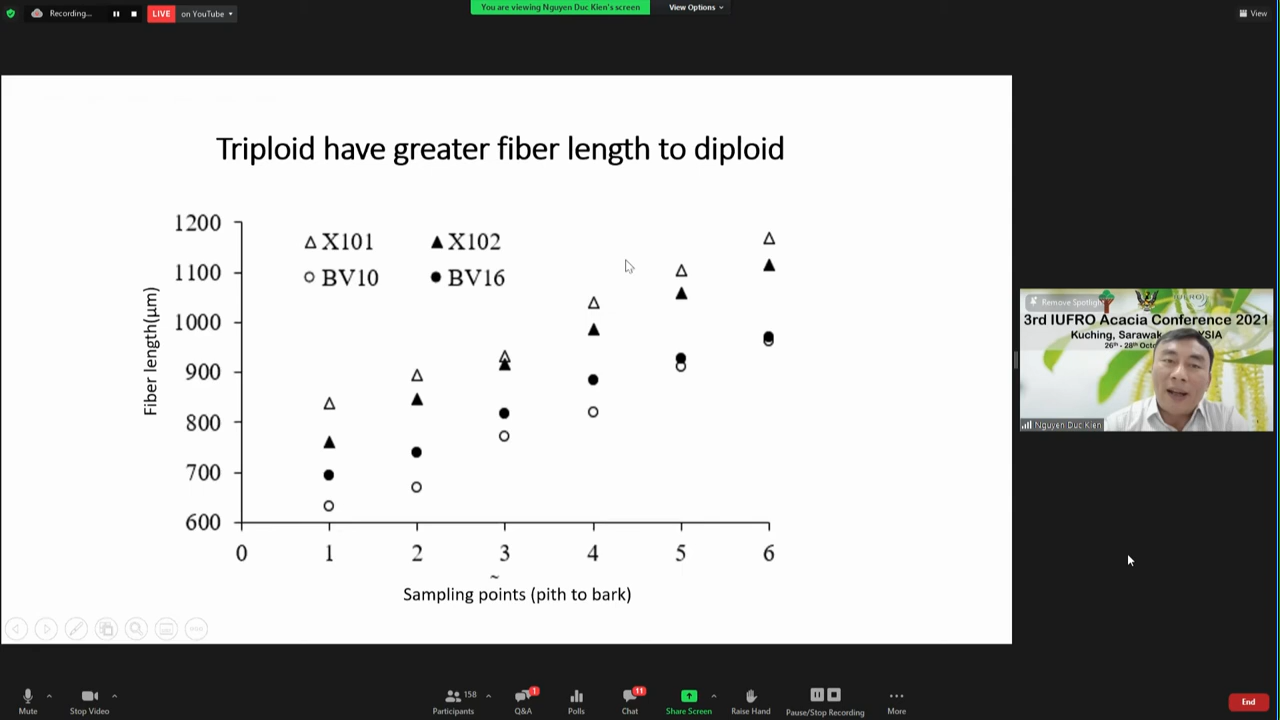 Recording...
LIVE
on YouTube
You are viewing Nguyen Duc Kien's screen
View Options
View
Triploid have greater fiber length to diploid
1200
1100
1000
900
800
700
600
Fiber length(µm)
X101
X102
BV10
BV16
0 1 2 3 4 5 6
~
Sampling points (pith to bark)
Remove Spotlight
3rd IUFRO Acacia Conference 2021
Kuching, Sarawak
26th - 28th
Nguyen Duc Kien
Mute
Stop Video
158
Participants
1
Q&A
Polls
11
Chat
Share Screen
Raise Hand
Pause/Stop Recording
More
End